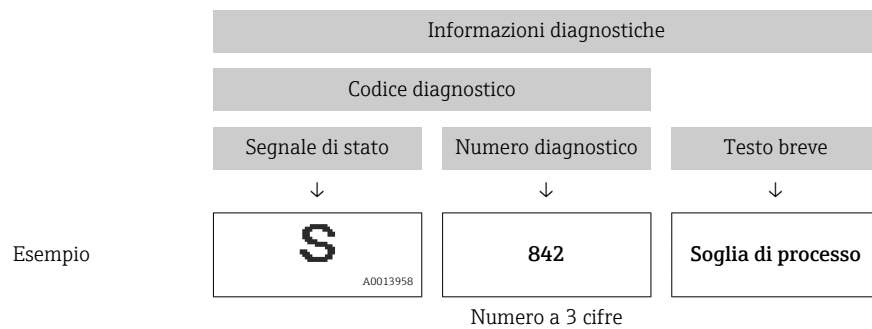 Informazioni diagnostiche
Codice diagnostico
Segnale di stato Numero diagnostico Testo breve
↓ ↓ ↓
Esempio S 842 Soglia di processo
A0013958
Numero a 3 cifre